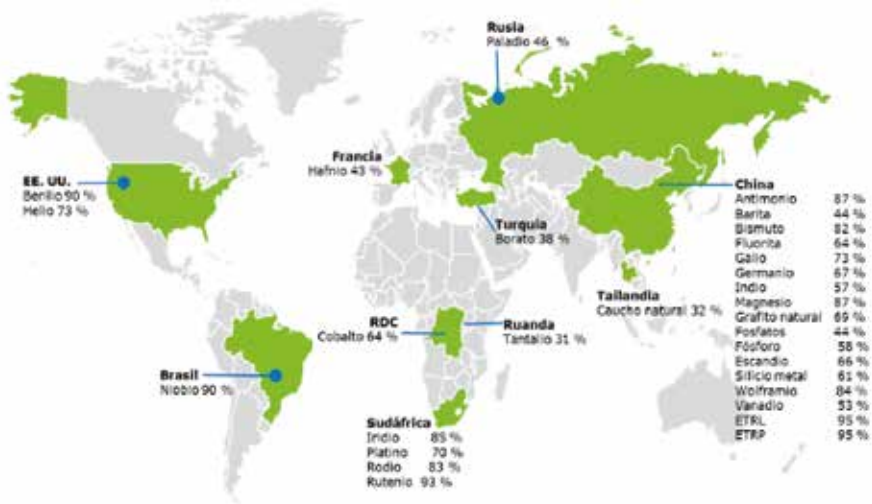 Rusia
Paladio 46 %
Francia
Hafnio 43 %
EE. UU.
Berilio 90 %
Helio 73 %
China
Antimonio 87 %
Barita 44 %
Bismuto 82 %
Fluorita 64 %
Galio 73 %
Germanio 67 %
Indio 57 %
Magnesio 87 %
Grafito natural 69 %
Fosfatos 44 %
Fósforo 58 %
Escandio 66 %
Silicio metal 61 %
Wolframio 84 %
Vanadio 53 %
ETRL 95 %
ETRP 95 %
Turquía
Borato 38 %
Tailandia
Caucho natural 32 %
RDC
Cobalto 64 %
Ruanda
Tantalio 31 %
Brasil
Niobio 90 %
Sudáfrica
Iridio 85 %
Platino 70 %
Rodio 83 %
Rutenio 93 %